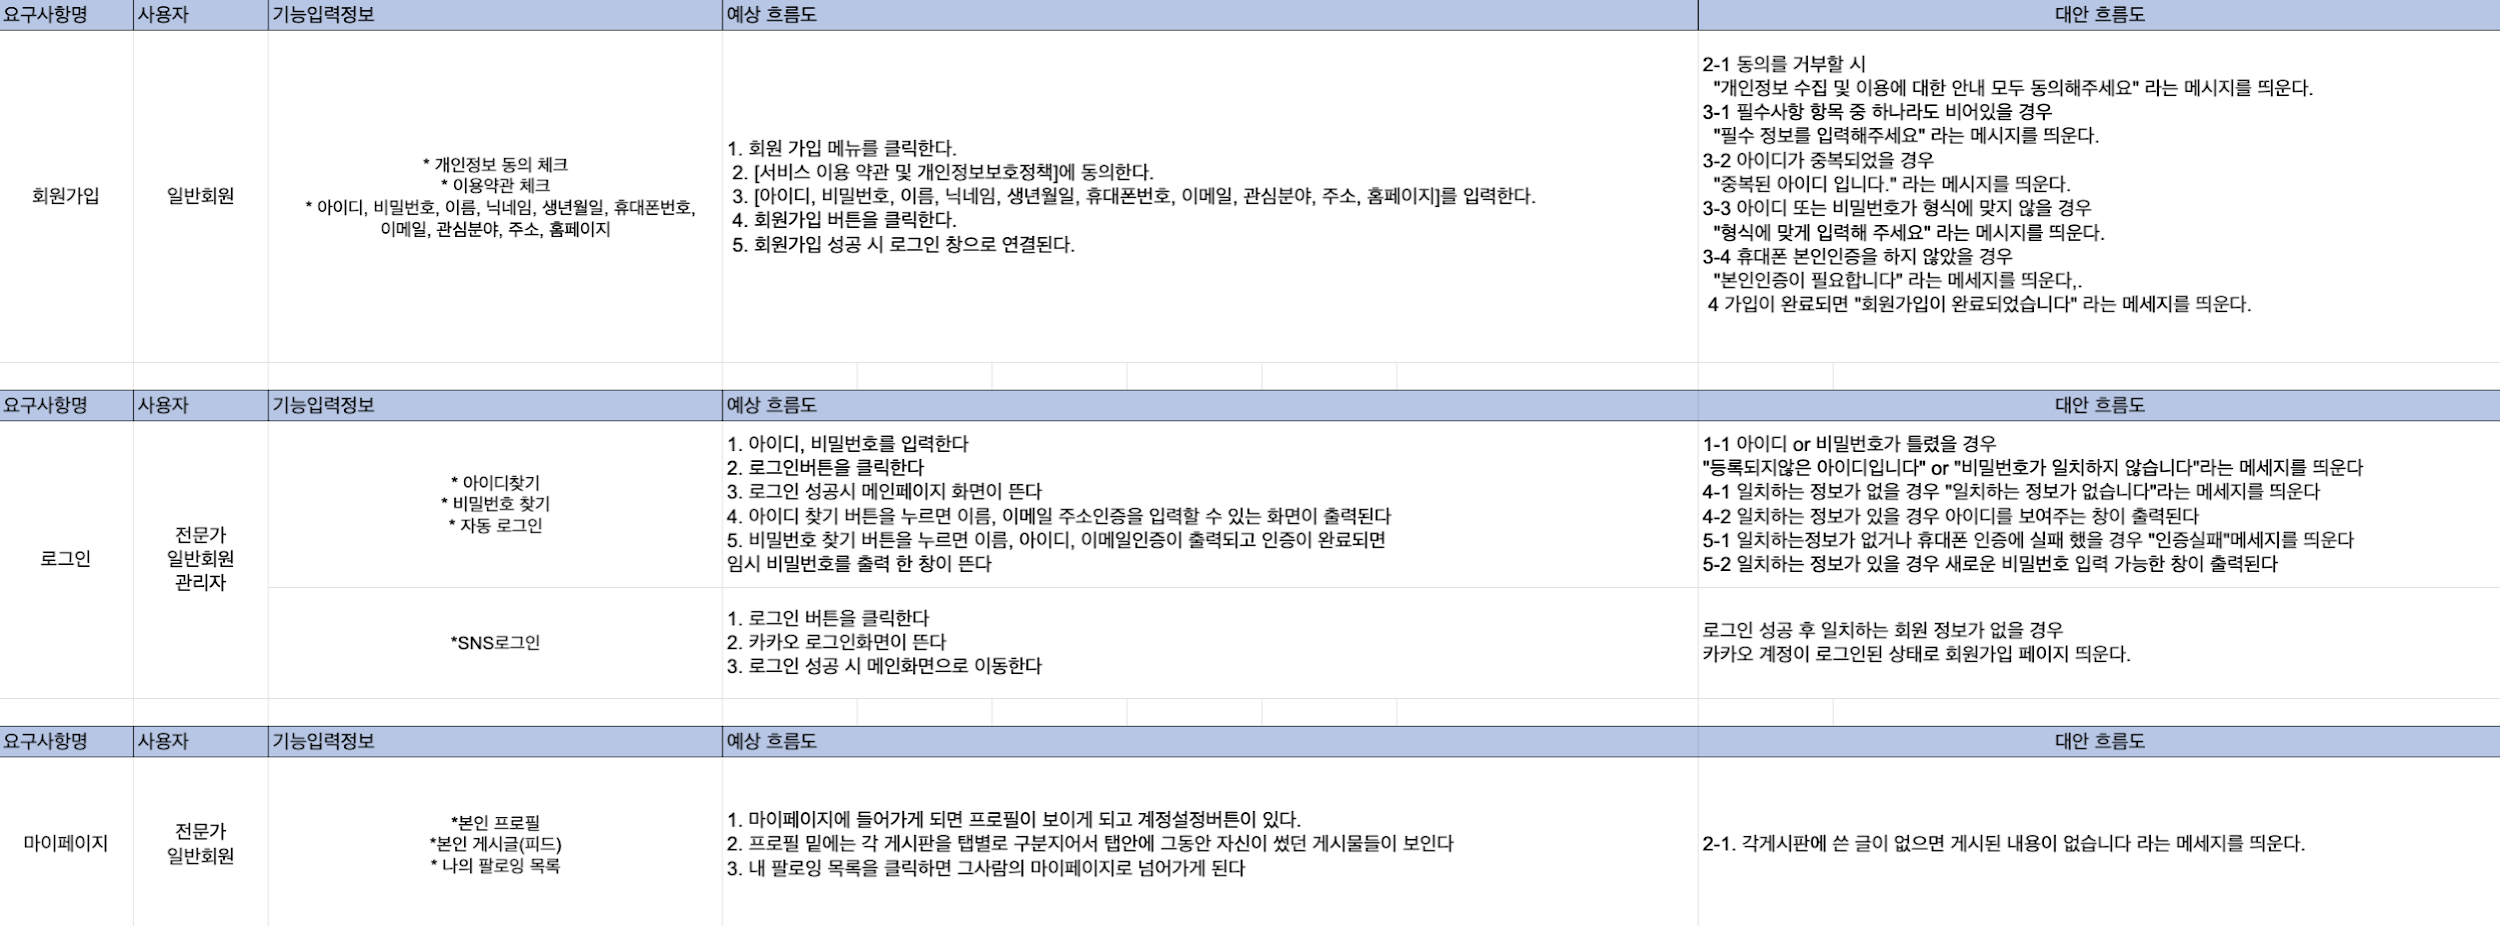 요구사항명 사용자 기능입력정보 예상 흐름도 대안 흐름도
회원가입
일반회원
* 개인정보 동의 체크
* 이용약관 체크
* 아이디, 비밀번호, 이름, 닉네임, 생년월일, 휴대폰번호,
이메일, 관심분야, 주소, 홈페이지
1. 회원 가입 메뉴를 클릭한다.
2. [서비스 이용 약관 및 개인정보보호정책]에 동의한다.
3. [아이디, 비밀번호, 이름, 닉네임, 생년월일, 휴대폰번호, 이메일, 관심분야, 주소, 홈페이지]를 입력한다.
4. 회원가입 버튼을 클릭한다.
5. 회원가입 성공 시 로그인 창으로 연결된다.
2-1 동의를 거부할 시
"개인정보 수집 및 이용에 대한 안내 모두 동의해주세요" 라는 메시지를 띄운다.
3-1 필수사항 항목 중 하나라도 비어있을 경우
"필수 정보를 입력해주세요" 라는 메시지를 띄운다.
3-2 아이디가 중복되었을 경우
"중복된 아이디 입니다." 라는 메시지를 띄운다.
3-3 아이디 또는 비밀번호가 형식에 맞지 않을 경우
"형식에 맞게 입력해 주세요" 라는 메시지를 띄운다.
3-4 휴대폰 본인인증을 하지 않았을 경우
"본인인증이 필요합니다" 라는 메세지를 띄운다,.
4 가입이 완료되면 "회원가입이 완료되었습니다" 라는 메세지를 띄운다.
요구사항명 사용자 기능입력정보 예상 흐름도 대안 흐름도
로그인
전문가
일반회원
관리자
* 아이디찾기
* 비밀번호 찾기
* 자동 로그인
1. 아이디, 비밀번호를 입력한다
2. 로그인버튼을 클릭한다
3. 로그인 성공시 메인페이지 화면이 뜬다
4. 아이디 찾기 버튼을 누르면 이름, 이메일 주소인증을 입력할 수 있는 화면이 출력된다
5. 비밀번호 찾기 버튼을 누르면 이름, 아이디, 이메일인증이 출력되고 인증이 완료되면
임시 비밀번호를 출력 한 창이 뜬다
1-1 아이디 or 비밀번호가 틀렸을 경우
"등록되지않은 아이디입니다" or "비밀번호가 일치하지 않습니다"라는 메세지를 띄운다
4-1 일치하는 정보가 없을 경우 "일치하는 정보가 없습니다"라는 메세지를 띄운다
4-2 일치하는 정보가 있을 경우 아이디를 보여주는 창이 출력된다
5-1 일치하는정보가 없거나 휴대폰 인증에 실패 했을 경우 "인증실패"메세지를 띄운다
5-2 일치하는 정보가 있을 경우 새로운 비밀번호 입력 가능한 창이 출력된다
*SNS로그인
1. 로그인 버튼을 클릭한다
2. 카카오 로그인화면이 뜬다
3. 로그인 성공 시 메인화면으로 이동한다
로그인 성공 후 일치하는 회원 정보가 없을 경우
카카오 계정이 로그인된 상태로 회원가입 페이지 띄운다.
요구사항명 사용자 기능입력정보 예상 흐름도 대안 흐름도
마이페이지
전문가
일반회원
*본인 프로필
*본인 게시글(피드)
* 나의 팔로잉 목록
1. 마이페이지에 들어가게 되면 프로필이 보이게 되고 계정설정버튼이 있다.
2. 프로필 밑에는 각 게시판을 탭별로 구분지어서 탭안에 그동안 자신이 썼던 게시물들이 보인다
3. 내 팔로잉 목록을 클릭하면 그사람의 마이페이지로 넘어가게 된다
2-1. 각게시판에 쓴 글이 없으면 게시된 내용이 없습니다 라는 메세지를 띄운다.